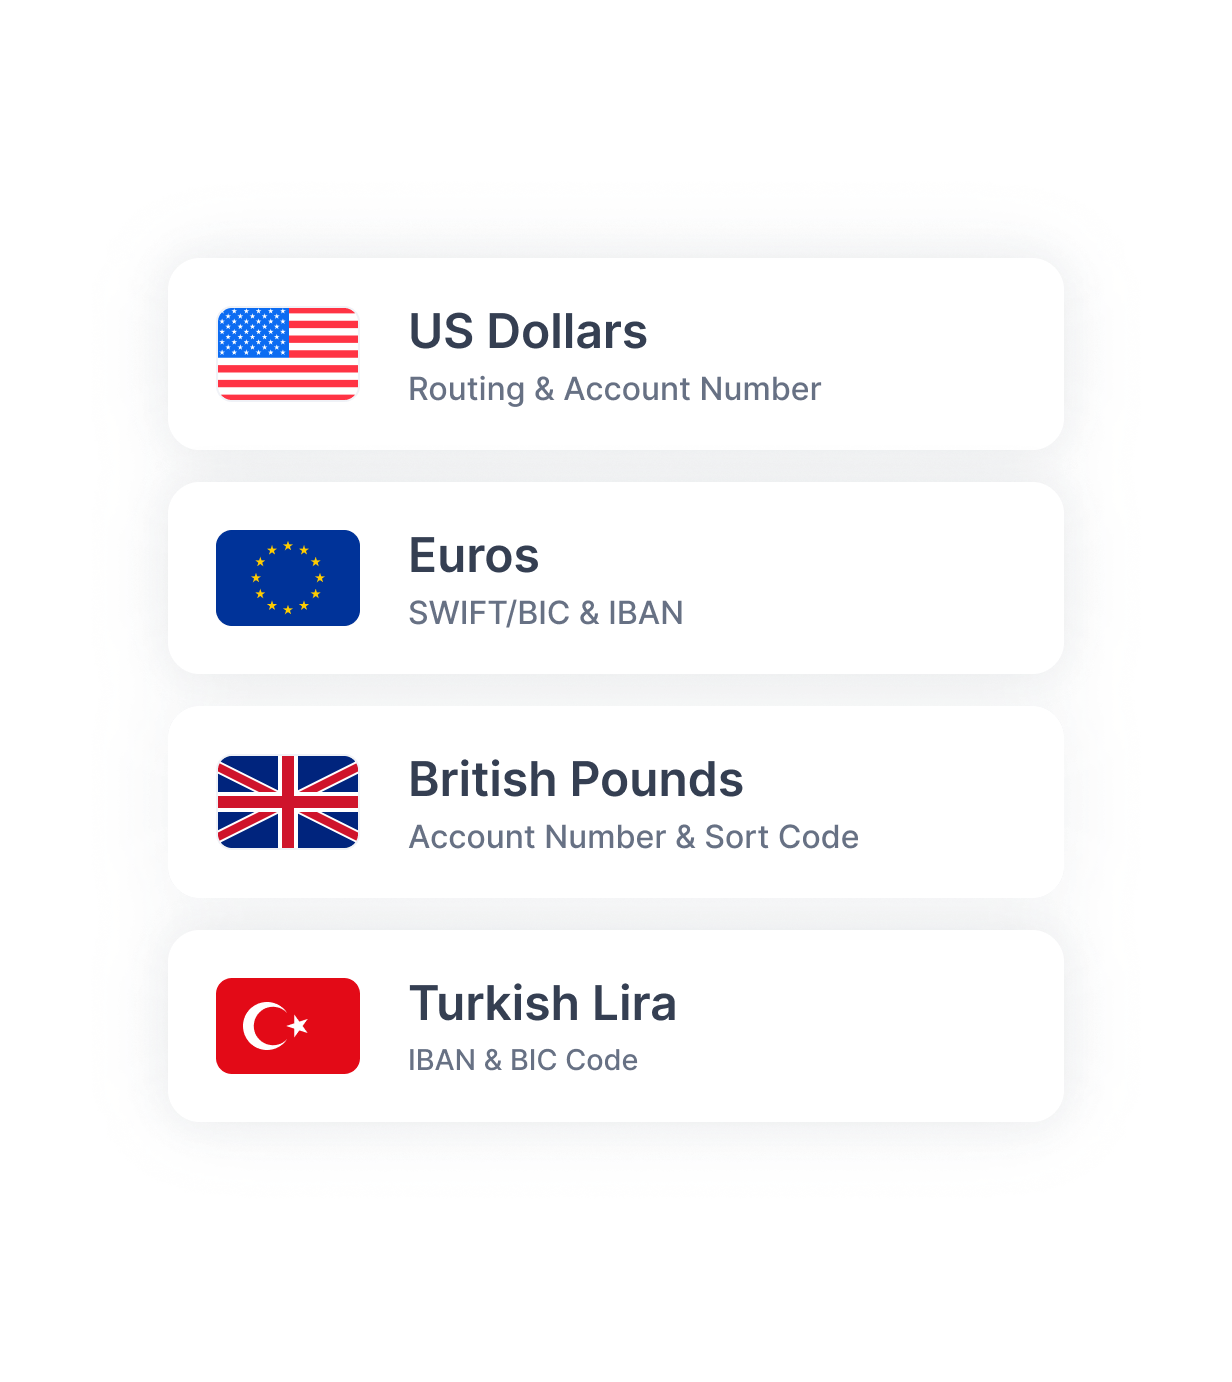 US Dollars
Routing & Account Number
Euros
SWIFT/BIC & IBAN
British Pounds
Account Number & Sort Code
Turkish Lira
IBAN & BIC Code